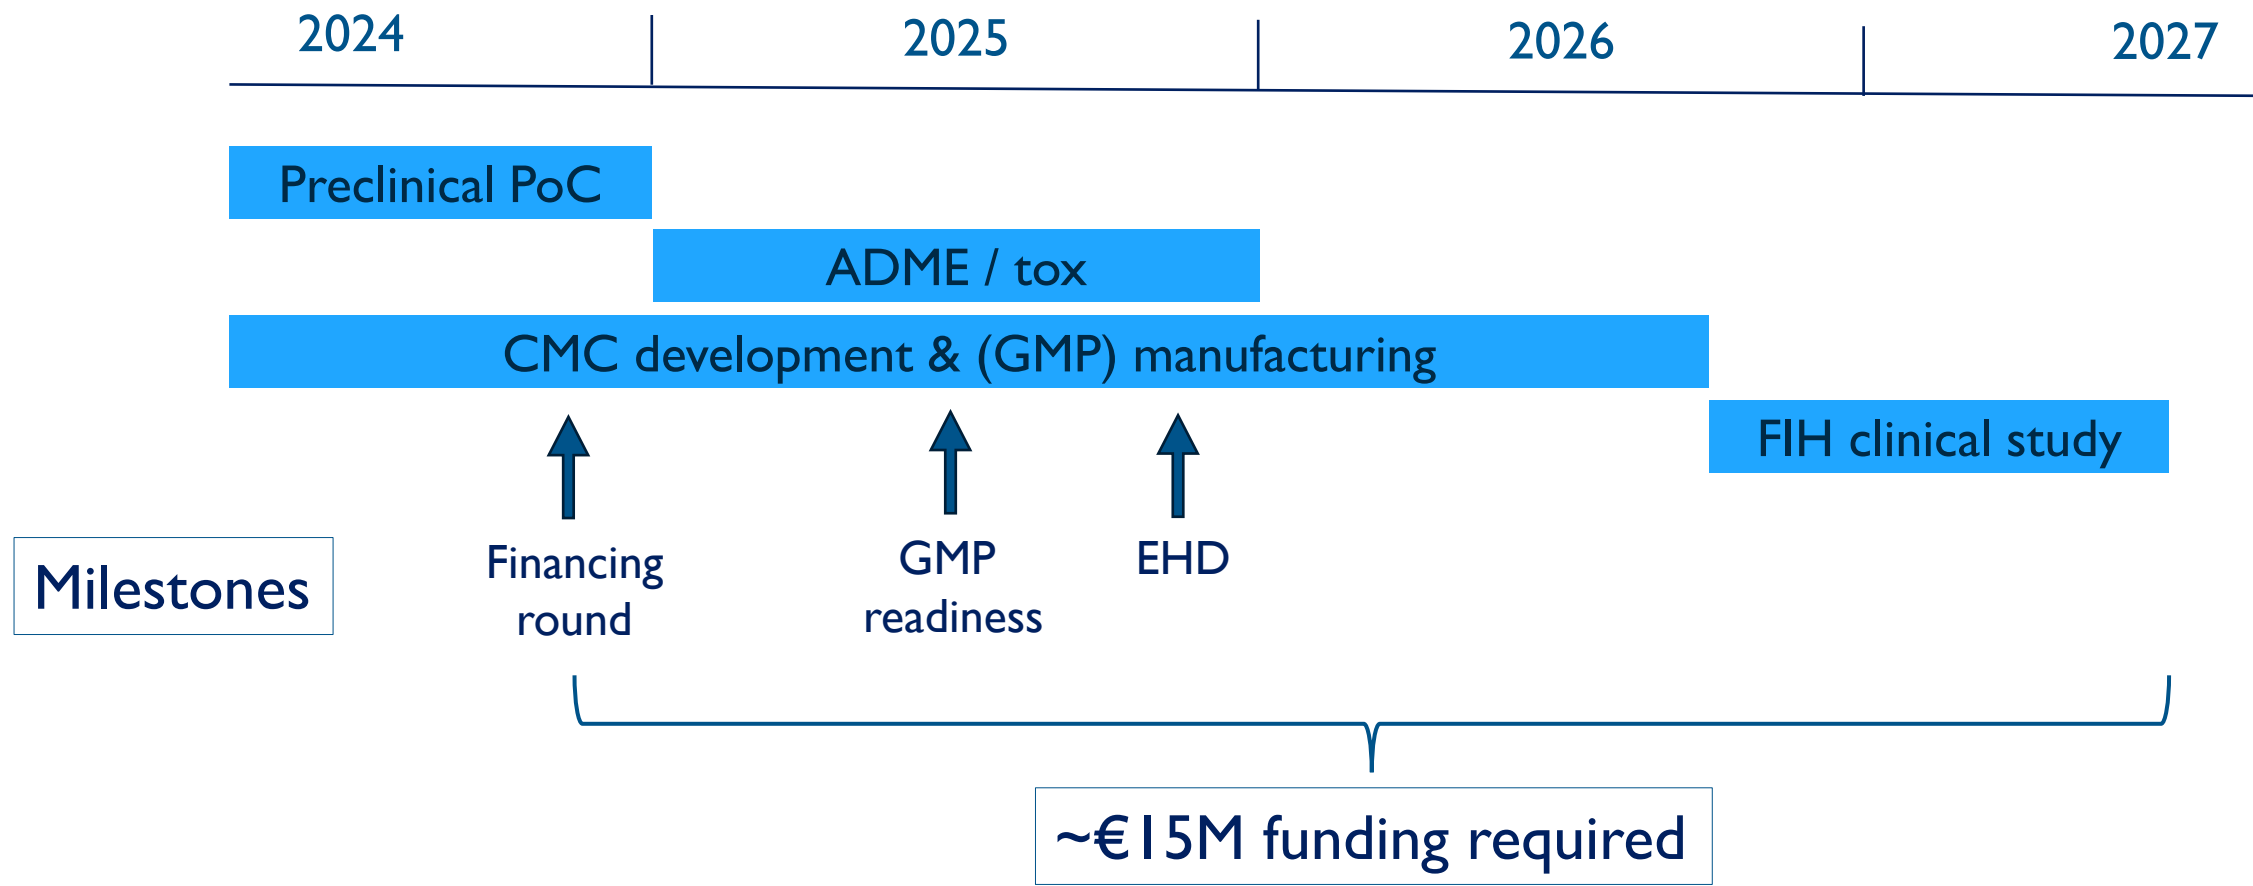 2024
2025
2026
2027
Preclinical PoC
ADME / tox
CMC development & (GMP) manufacturing
FIH clinical study
Milestones
Financing
round
GMP
readiness
EHD
~€15M funding required